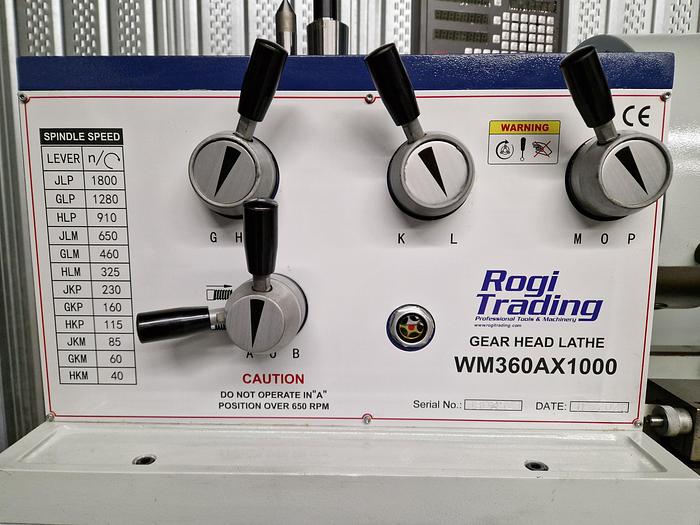 SPINDLE SPEED
LEVER n/
JLP 1800
GLP 1280
HLP 910
JLM 650
GLM 460
HLM 325
JKP 230
GKP 160
HKP 115
JKM 85
GKM 60
HKM 40
G H
K L
M O P
WARNING
CE
A O B
CAUTION
DO NOT OPERATE IN"A"
POSITION OVER 650 RPM
Rogi
Trading
Professional Tools & Machinery
www.rogitrading.com
GEAR HEAD LATHE
WM360AX1000
Serial No.:
DATE: